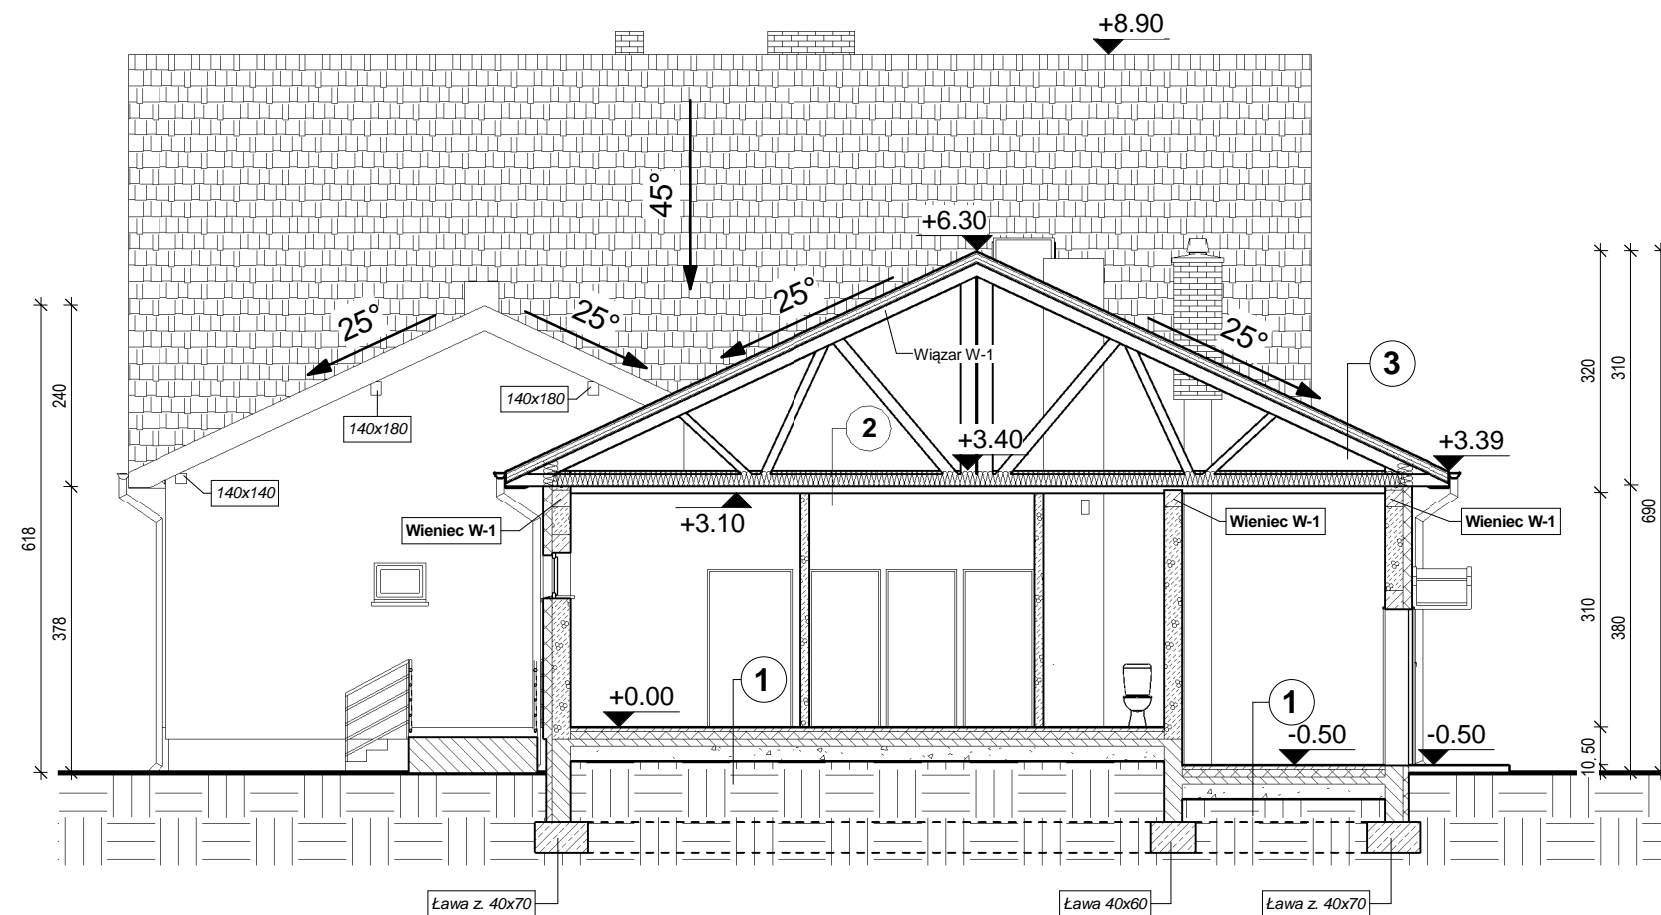 +8.90
45°
+6.30
25°
25°
25°
25°
Wiązar W-1
3
320
310
240
140x180
140x180
2
+3.40
+3.39
140x140
Wieniec W-1
+3.10
Wieniec W-1
Wieniec W-1
690
618
378
310
380
1
+0.00
1
-0.50
-0.50
50
10
Ława z. 40x70
Ława 40x60
Ława z. 40x70